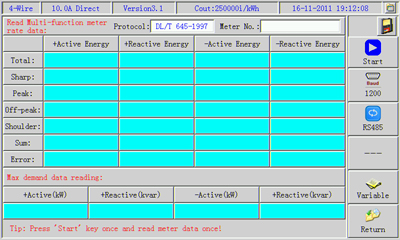 4-Wire 10.0A Direct Version3.1 Cout:2500001/kWh 16-11-2011 19:12:08
Read Multi-function meter rate data: Protocol: DL/T 645-1997 Meter No.:
+Active Energy +Reactive Energy -Active Energy -Reactive Energy
Total:
Sharp:
Peak:
Off-peak:
Shoulder:
Sum:
Error:
Max demand data reading:
+Active(kW) +Reactive(kvar) -Active(kW) +Reactive(kvar)
Tip: Press 'Start' key once and read meter data once!
Start
Baud
1200
RS485
---
Variable
Return